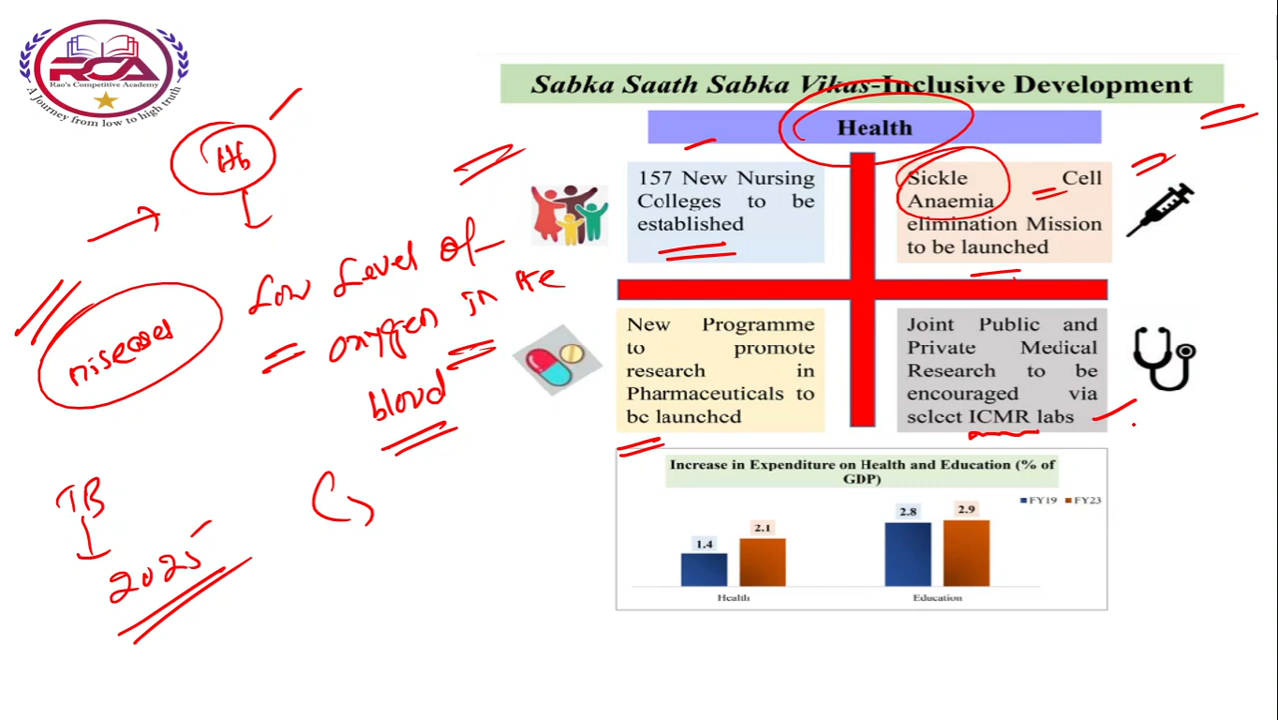 RCA
Rao's Competitive Academy
A Journey from low to high truth
Sabka Saath Sabka Vikas-Inclusive Development
Health
157 New Nursing
Colleges to be
established
Sickle Cell
Anaemia
elimination Mission
to be launched
New Programme
to promote
research in
Pharmaceuticals to
be launched
Joint Public and
Private Medical
Research to be
encouraged via
select ICMR labs
Increase in Expenditure on Health and Education (% of
GDP)
FY19 FY23
1.4 2.1 2.8 2.9
Health Education
Low Level of
oxygen in the
blood
TB
2025